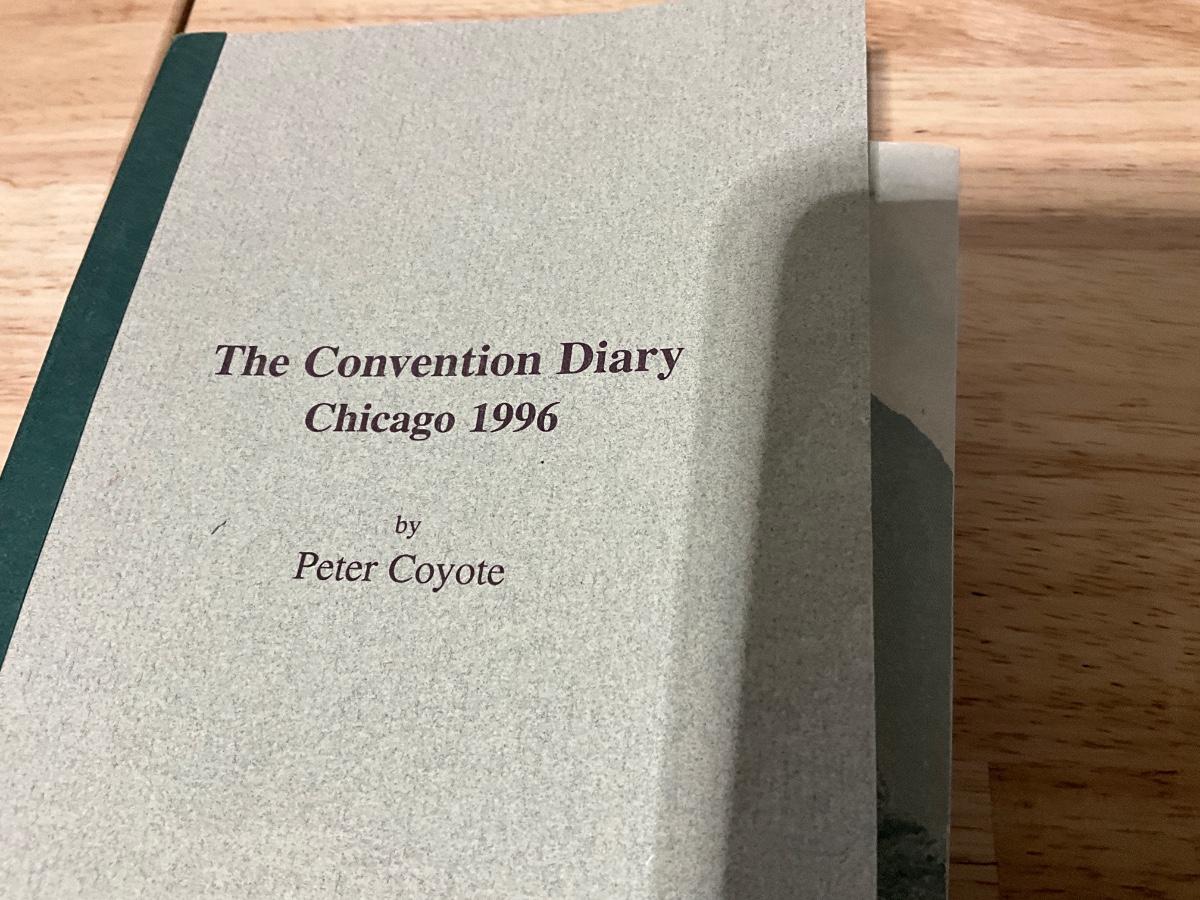 The Convention Diary
Chicago 1996
by
Peter Coyote